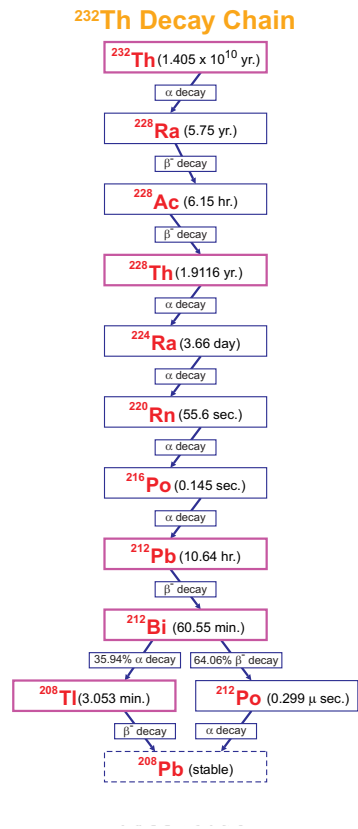 ²³²Th Decay Chain
²³²Th (1.405 x 10¹⁰ yr.)
α decay
²²⁸Ra (5.75 yr.)
β⁻ decay
²²⁸Ac (6.15 hr.)
β⁻ decay
²²⁸Th (1.9116 yr.)
α decay
²²⁴Ra (3.66 day)
α decay
²²⁰Rn (55.6 sec.)
α decay
²¹⁶Po (0.145 sec.)
α decay
²¹²Pb (10.64 hr.)
β⁻ decay
²¹²Bi (60.55 min.)
35.94% α decay 64.06% β⁻ decay
²⁰⁸Tl (3.053 min.) ²¹²Po (0.299 μ sec.)
β⁻ decay α decay
²⁰⁸Pb (stable)